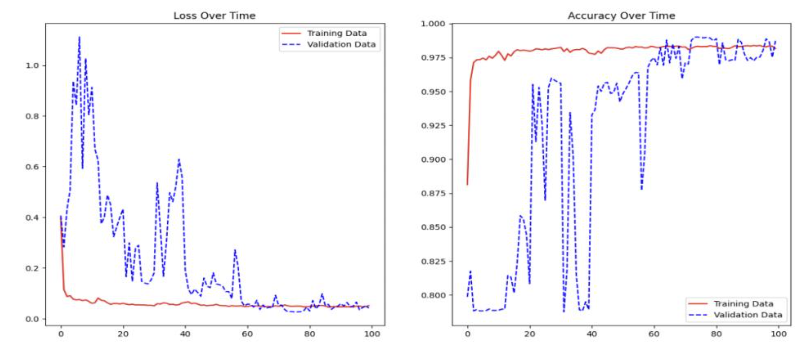 Loss Over Time
Training Data
Validation Data
1.0
0.8
0.6
0.4
0.2
0.0
0 20 40 60 80 100
Accuracy Over Time
1.000
0.975
0.950
0.925
0.900
0.875
0.850
0.825
0.800
Training Data
Validation Data
0 20 40 60 80 100